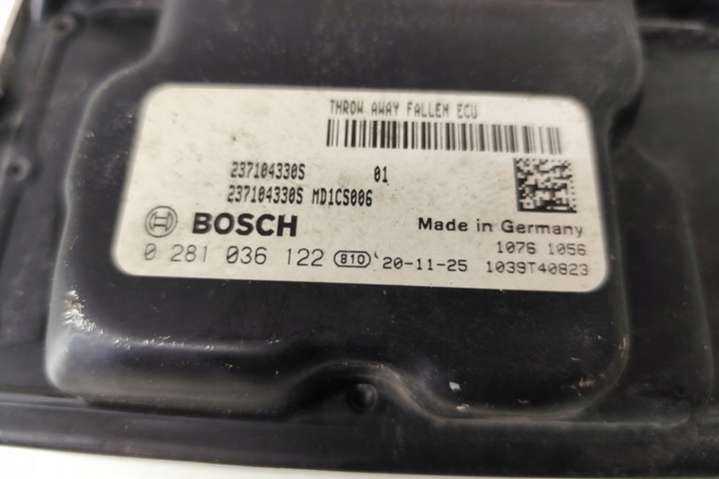 THROW AWAY FALLEN ECU
237104330S 01
237104330S MD1CS006
BOSCH
Made in Germany
1076 1056
0 281 036 122 810 '20-11-25 1039T40823